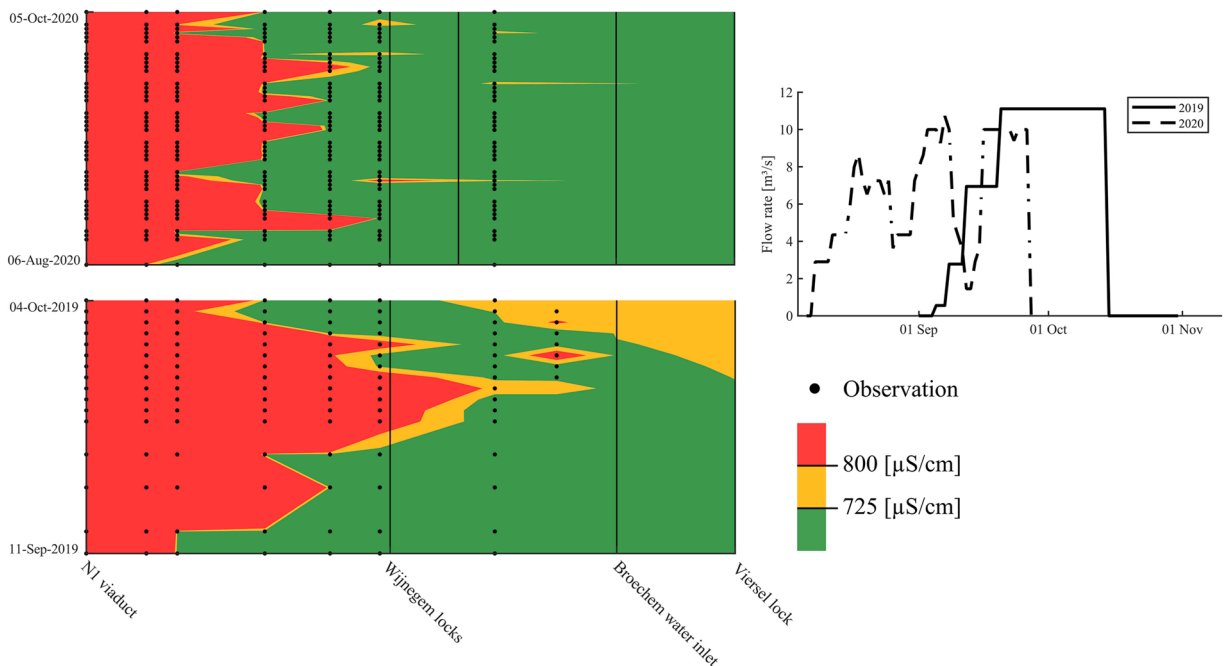 05-Oct-2020
06-Aug-2020
04-Oct-2019
11-Sep-2019
N1 viaduct
Wijnegem locks
Broechem water inlet
Viersel lock
12
10
8
6
4
2
0
Flow rate [m³/s]
01 Sep
01 Oct
01 Nov
2019
2020
Observation
800 [µS/cm]
725 [µS/cm]